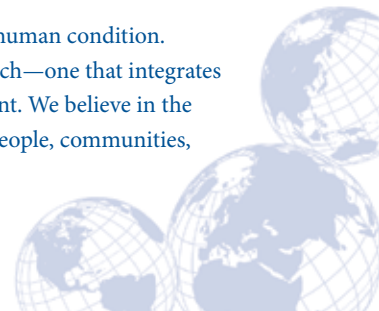 human condition.
ch—one that integrates
nt. We believe in the
eople, communities,